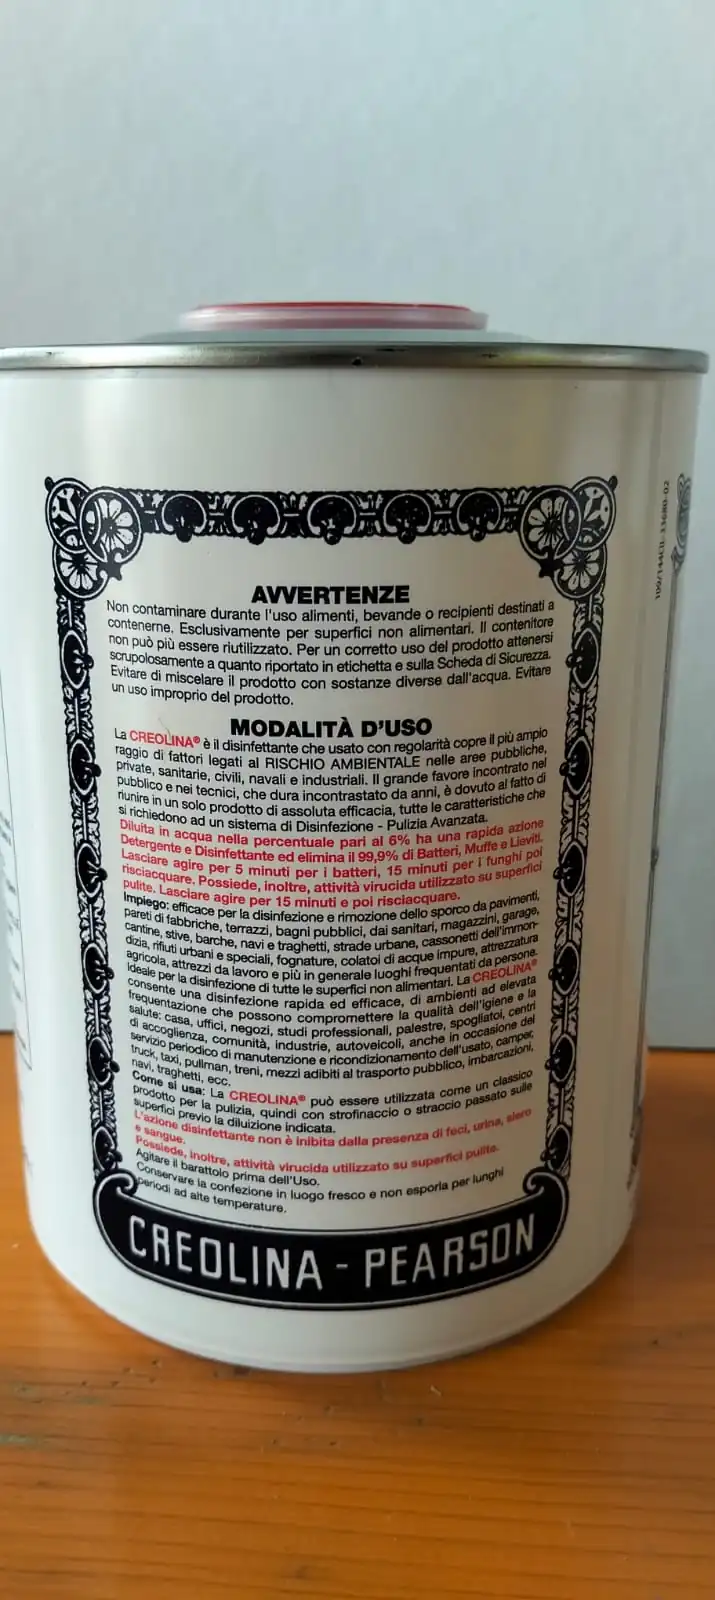 AVVERTENZE
Non contaminare durante l'uso alimenti, bevande o recipienti destinati a
contenerne. Esclusivamente per superfici non alimentari. Il contenitore
non può più essere riutilizzato. Per un corretto uso del prodotto attenersi
scrupolosamente a quanto riportato in etichetta e sulla Scheda di Sicurezza.
Evitare di miscelare il prodotto con sostanze diverse dall'acqua. Evitare
un uso improprio del prodotto.
MODALITÀ D'USO
La CREOLINA® è il disinfettante che usato con regolarità copre il più ampio
raggio di fattori legati al RISCHIO AMBIENTALE nelle aree pubbliche,
private, sanitarie, civili, navali e industriali. Il grande favore incontrato nel
pubblico e nei tecnici, che dura incontrastato da anni, è dovuto al fatto di
riunire in un solo prodotto di assoluta efficacia, tutte le caratteristiche che
si richiedono ad un sistema di Disinfezione - Pulizia Avanzata.
Diluita in acqua nella percentuale pari al 6% ha una rapida azione
Detergente e Disinfettante ed elimina il 99,9% di Batteri, Muffe e Lieviti.
Lasciare agire per 5 minuti per i batteri, 15 minuti per i funghi poi
risciacquare. Possiede, inoltre, attività virucida utilizzato su superfici
pulite. Lasciare agire per 15 minuti e poi risciacquare.
Impiego: efficace per la disinfezione e rimozione dello sporco da pavimenti,
pareti di fabbriche, terrazzi, bagni pubblici, dai sanitari, magazzini, garage,
cantine, stive, barche, navi e traghetti, strade urbane, cassonetti dell'immon-
dizia, rifiuti urbani e speciali, fognature, colatoi di acque impure, attrezzatura
agricola, attrezzi da lavoro e più in generale luoghi frequentati da persone.
Ideale per la disinfezione di tutte le superfici non alimentari. La CREOLINA®
consente una disinfezione rapida ed efficace, di ambienti ad elevata
frequentazione che possono compromettere la qualità dell'igiene e la
salute: casa, uffici, negozi, studi professionali, palestre, spogliatoi, centri
di accoglienza, comunità, industrie, autoveicoli, anche in occasione del
servizio periodico di manutenzione e ricondizionamento dell'usato, camper,
truck, taxi, pullman, treni, mezzi adibiti al trasporto pubblico, imbarcazioni,
navi, traghetti, ecc.
Come si usa: La CREOLINA® può essere utilizzata come un classico
prodotto per la pulizia, quindi con strofinaccio o straccio passato sulle
superfici previo la diluizione indicata.
L'azione disinfettante non è inibita dalla presenza di feci, urina, siero
e sangue.
Possiede, inoltre, attività virucida utilizzato su superfici pulite.
Agitare il barattolo prima dell'Uso.
Conservare la confezione in luogo fresco e non esporla per lunghi
periodi ad alte temperature.
CREOLINA - PEARSON